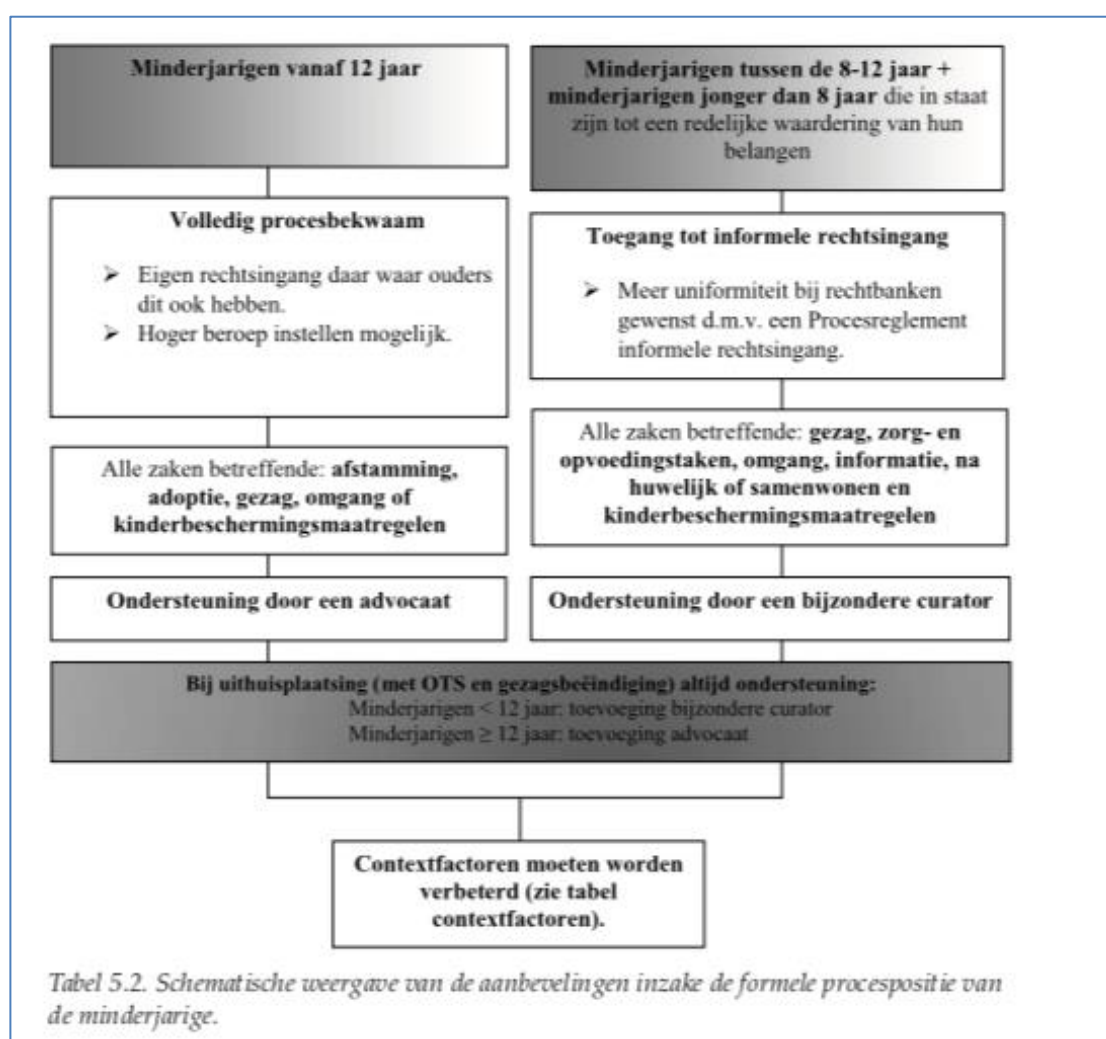 Minderjarigen vanaf 12 jaar
Volledig procesbekwaam
➢ Eigen rechtsingang daar waar ouders
dit ook hebben.
➢ Hoger beroep instellen mogelijk.
Alle zaken betreffende: afstamming,
adoptie, gezag, omgang of
kinderbeschermingsmaatregelen
Ondersteuning door een advocaat
Minderjarigen tussen de 8-12 jaar +
minderjarigen jonger dan 8 jaar die in staat
zijn tot een redelijke waardering van hun
belangen
Toegang tot informele rechtsingang
➢ Meer uniformiteit bij rechtbanken
gewenst d.m.v. een Procesreglement
informele rechtsingang.
Alle zaken betreffende: gezag, zorg- en
opvoedingstaken, omgang, informatie, na
huwelijk of samenwonen en
kinderbeschermingsmaatregelen
Ondersteuning door een bijzondere curator
Bij uithuisplaatsing (met OTS en gezagsbeëindiging) altijd ondersteuning:
Minderjarigen < 12 jaar: toevoeging bijzondere curator
Minderjarigen ≥ 12 jaar: toevoeging advocaat
Contextfactoren moeten worden
verbeterd (zie tabel
contextfactoren).
Tabel 5.2. Schematische weergave van de aanbevelingen inzake de formele procespositie van
de minderjarige.